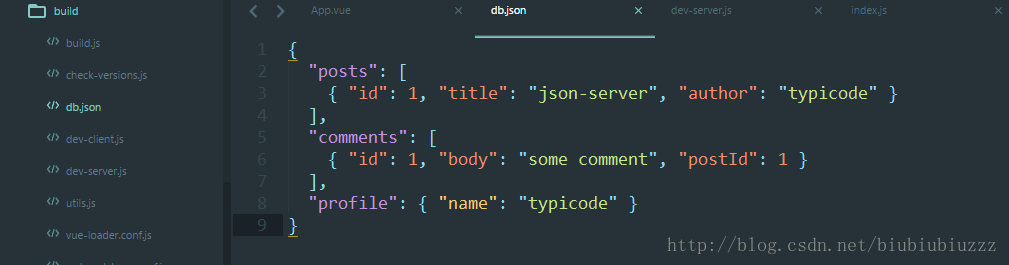 build
build.js
check-versions.js
db.json
dev-client.js
dev-server.js
utils.js
vue-loader.conf.js
App.vue
db.json
dev-server.js
index.js
1 {
2 "posts": [
3 { "id": 1, "title": "json-server", "author": "typicode" }
4 ],
5 "comments": [
6 { "id": 1, "body": "some comment", "postId": 1 }
7 ],
8 "profile": { "name": "typicode" }
9 }
http://blog.csdn.net/biubiubiuzzz